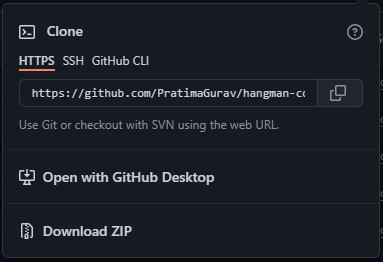 Clone
HTTPS SSH GitHub CLI
https://github.com/PratimaGurav/hangman-co
Use Git or checkout with SVN using the web URL.
Open with GitHub Desktop
Download ZIP